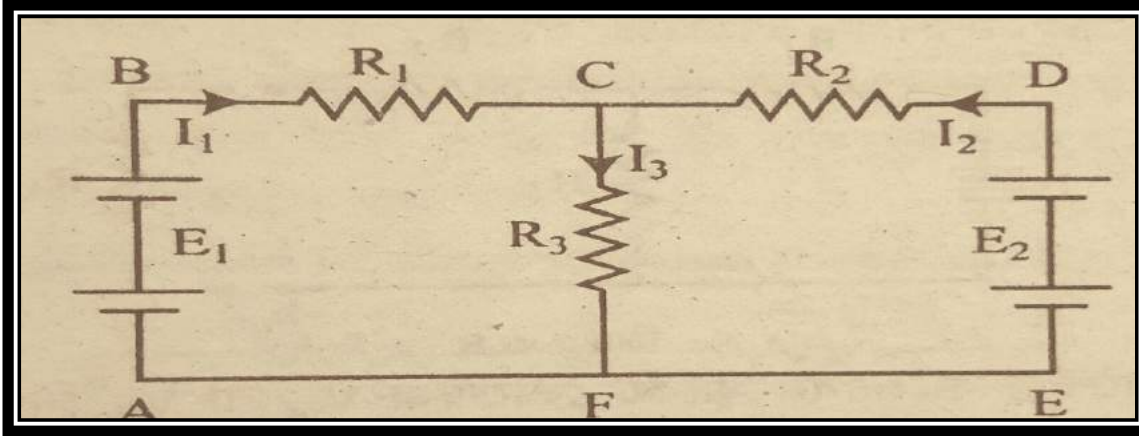 B R₁ C R₂ D
I₁ I₃ I₂
E₁ R₃ E₂
A F E